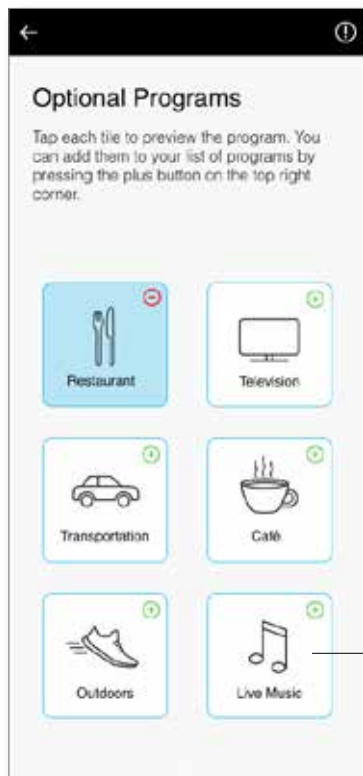 Optional Programs
Tap each tile to preview the program. You
can add them to your list of programs by
pressing the plus button on the top right
corner.
Restaurant
Television
Transportation
Café
Outdoors
Live Music